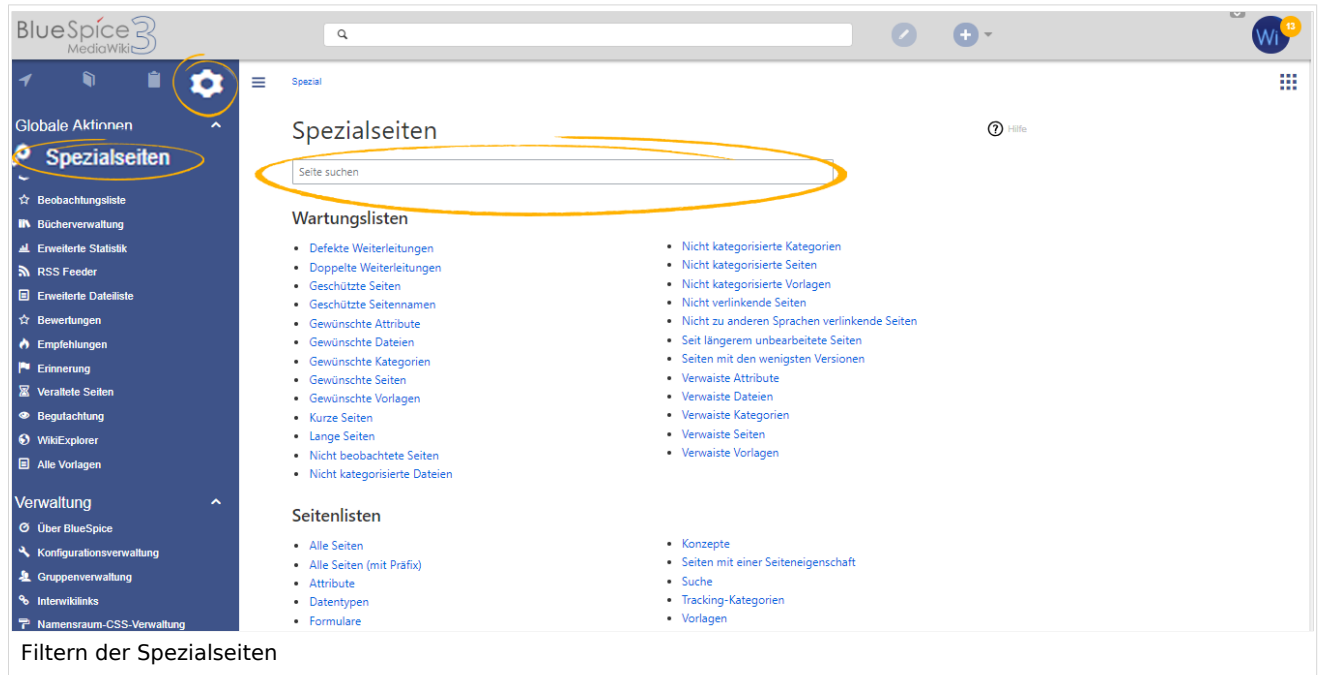 BlueSpice 3
MediaWiki
Wi
13
Spezial
Globale Aktionen
Spezialseiten
Beobachtungsliste
Bücherverwaltung
Erweiterte Statistik
RSS Feeder
Erweiterte Dateiliste
Bewertungen
Empfehlungen
Erinnerung
Veraltete Seiten
Begutachtung
WikiExplorer
Alle Vorlagen
Verwaltung
Über BlueSpice
Konfigurationsverwaltung
Gruppenverwaltung
Interwikilinks
Namensraum-CSS-Verwaltung
Spezialseiten
Hilfe
Seite suchen
Wartungslisten
Defekte Weiterleitungen
Doppelte Weiterleitungen
Geschützte Seiten
Geschützte Seitennamen
Gewünschte Attribute
Gewünschte Dateien
Gewünschte Kategorien
Gewünschte Seiten
Gewünschte Vorlagen
Kurze Seiten
Lange Seiten
Nicht beobachtete Seiten
Nicht kategorisierte Dateien
Nicht kategorisierte Kategorien
Nicht kategorisierte Seiten
Nicht kategorisierte Vorlagen
Nicht verlinkende Seiten
Nicht zu anderen Sprachen verlinkende Seiten
Seit längerem unbearbeitete Seiten
Seiten mit den wenigsten Versionen
Verwaiste Attribute
Verwaiste Dateien
Verwaiste Kategorien
Verwaiste Seiten
Verwaiste Vorlagen
Seitenlisten
Alle Seiten
Alle Seiten (mit Präfix)
Attribute
Datentypen
Formulare
Konzepte
Seiten mit einer Seiteneigenschaft
Suche
Tracking-Kategorien
Vorlagen
Filtern der Spezialseiten